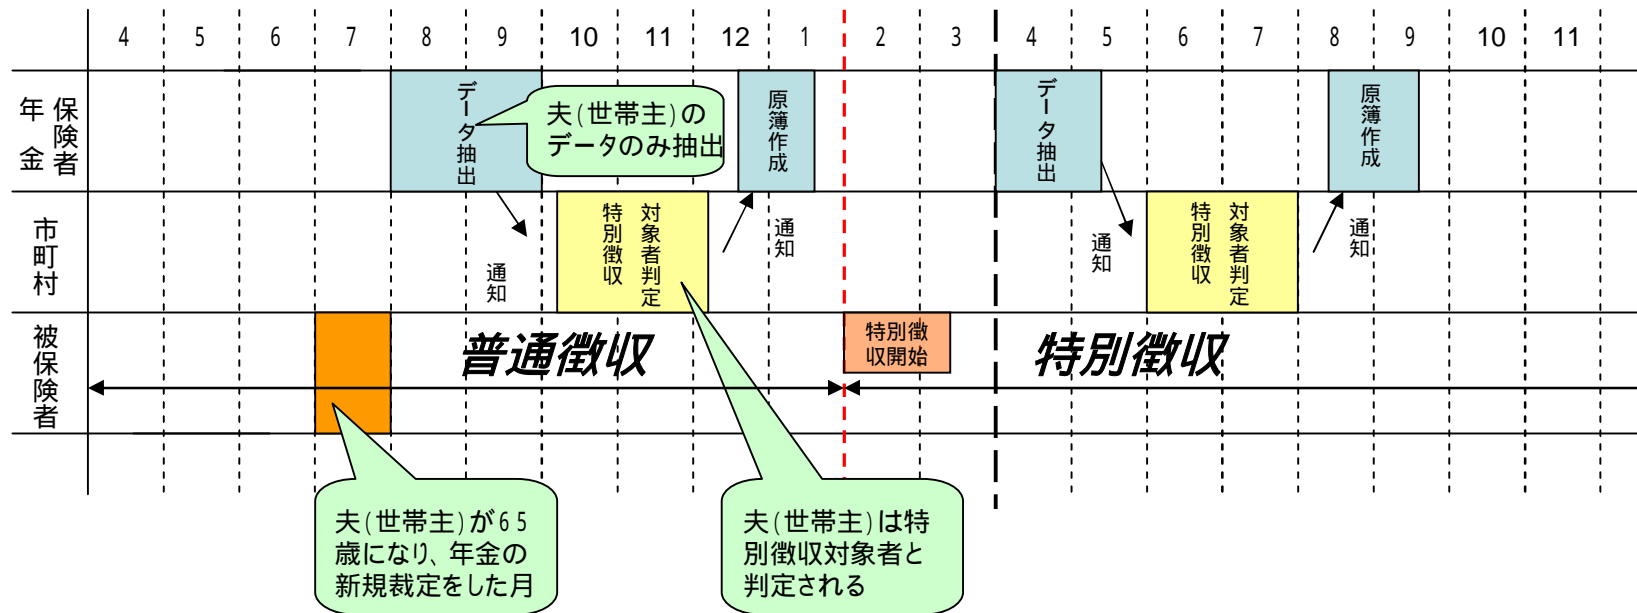 4 5 6 7 8 9 10 11 12 1 2 3 4 5 6 7 8 9 10 11
年金
保険者
データ抽出
夫(世帯主)の
データのみ抽出
原簿作成
データ抽出
原簿作成
市町村
通知
特別徴収
対象者判定
通知
通知
特別徴収
対象者判定
通知
被保険者
普通徴収
特別徴
収開始
特別徴収
夫(世帯主)が65
歳になり、年金の
新規裁定をした月
夫(世帯主)は特
別徴収対象者と
判定される